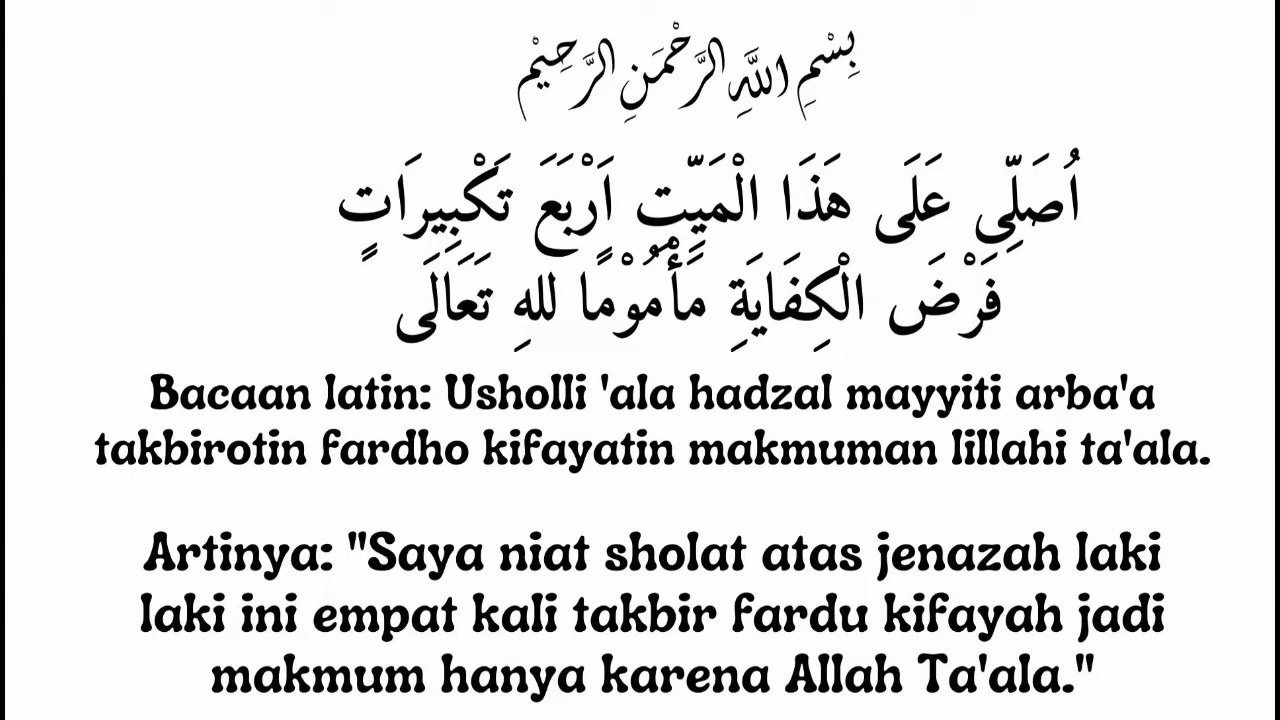 بِسْمِ اللَّهِ الرَّحْمَنِ الرَّحِيْمِ
اُصَلِّى عَلَى هَذَا الْمَيِّتِ اَرْبَعَ تَكْبِيرَاتٍ
فَرْضَ الْكِفَايَةِ مَأْمُوْمًا للهِ تَعَالَى
Bacaan latin: Usholli 'ala hadzal mayyiti arba'a
takbirotin fardho kifayatin makmuman lillahi ta'ala.
Artinya: "Saya niat sholat atas jenazah laki
laki ini empat kali takbir fardu kifayah jadi
makmum hanya karena Allah Ta'ala."